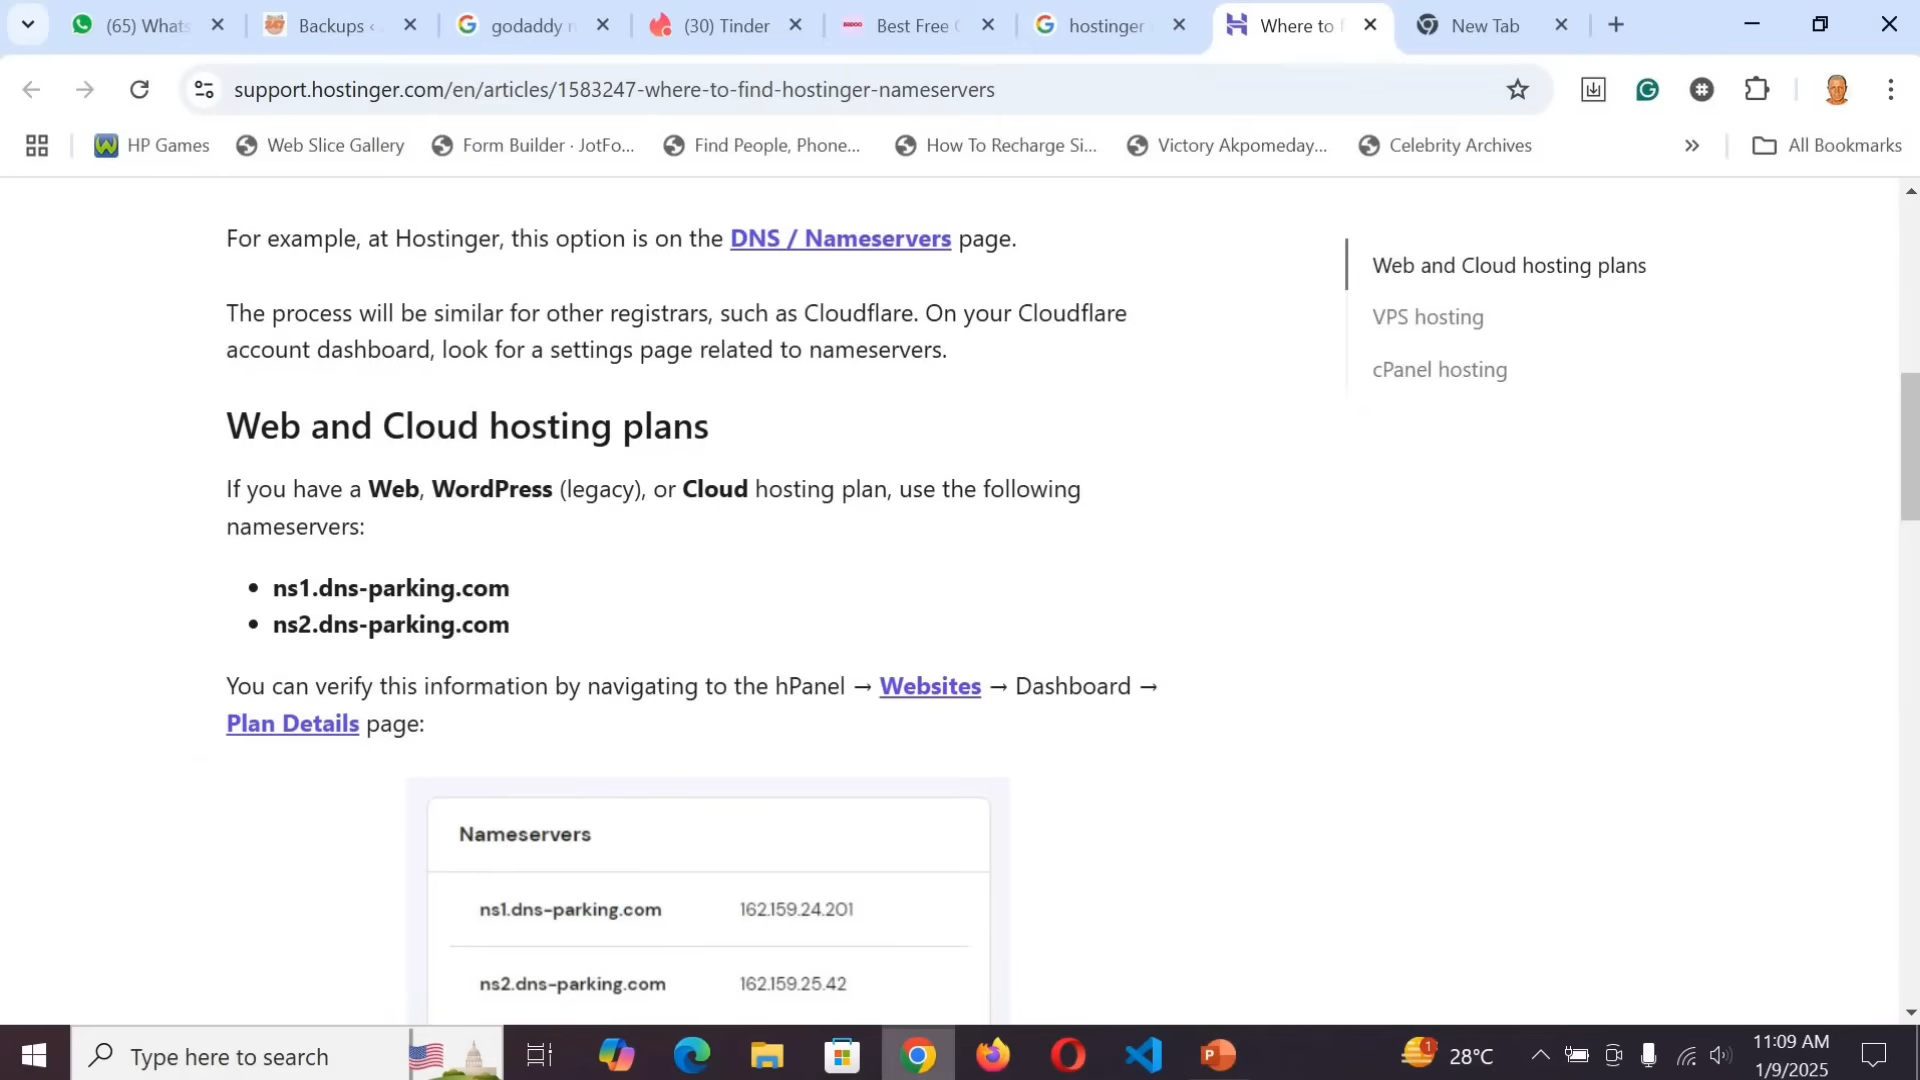 (65) Whats
Backups ‹
godaddy n
(30) Tinder
BADOO
Best Free
hostinger
Where to f
New Tab
support.hostinger.com/en/articles/1583247-where-to-find-hostinger-nameservers
HP Games
Web Slice Gallery
Form Builder · JotFo...
Find People, Phone...
How To Recharge Si...
Victory Akpomeday...
Celebrity Archives
»
All Bookmarks
For example, at Hostinger, this option is on the DNS / Nameservers page.
The process will be similar for other registrars, such as Cloudflare. On your Cloudflare
account dashboard, look for a settings page related to nameservers.
Web and Cloud hosting plans
If you have a Web, WordPress (legacy), or Cloud hosting plan, use the following
nameservers:
• ns1.dns-parking.com
• ns2.dns-parking.com
You can verify this information by navigating to the hPanel → Websites → Dashboard →
Plan Details page:
Nameservers
ns1.dns-parking.com 162.159.24.201
ns2.dns-parking.com 162.159.25.42
Web and Cloud hosting plans
VPS hosting
cPanel hosting
Type here to search
1
28°C
11:09 AM
1/9/2025